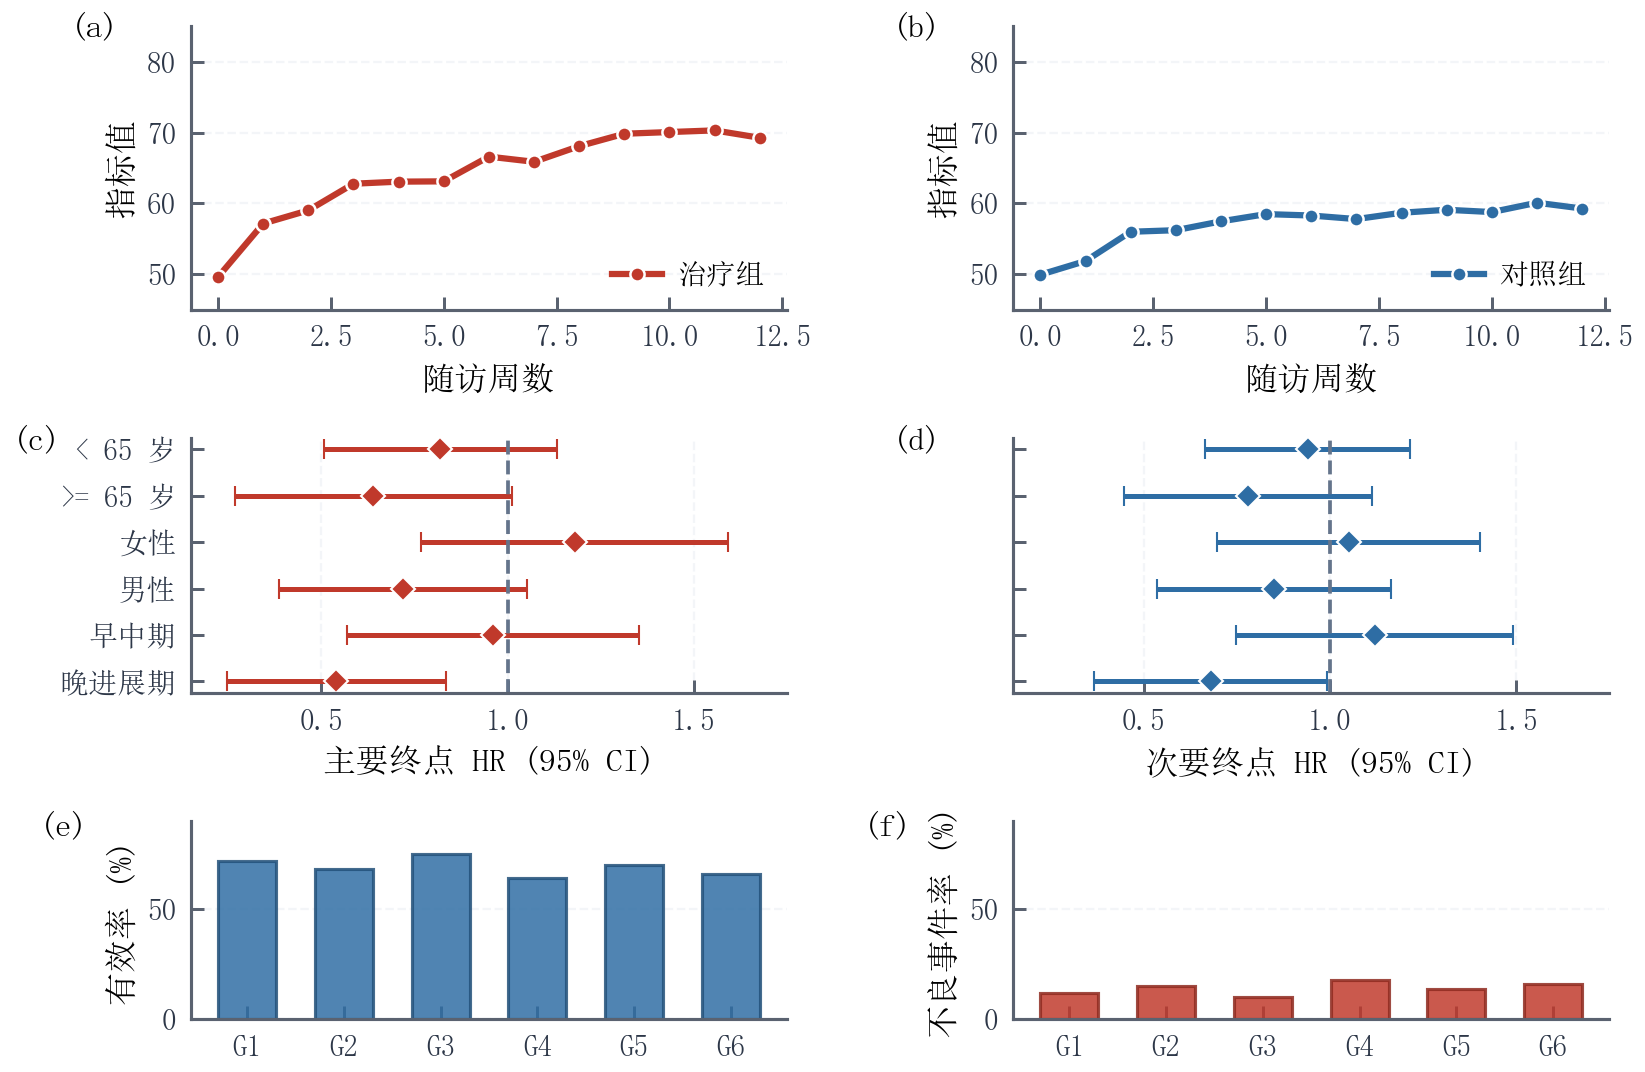 (a)
80
70
60
50
指标值
治疗组
0.0 2.5 5.0 7.5 10.0 12.5
随访周数
(b)
80
70
60
50
指标值
对照组
0.0 2.5 5.0 7.5 10.0 12.5
随访周数
(c)
< 65 岁
>= 65 岁
女性
男性
早中期
晚进展期
0.5 1.0 1.5
主要终点 HR (95% CI)
(d)
0.5 1.0 1.5
次要终点 HR (95% CI)
(e)
有效率 (%)
50
0
G1 G2 G3 G4 G5 G6
(f)
不良事件率 (%)
50
0
G1 G2 G3 G4 G5 G6